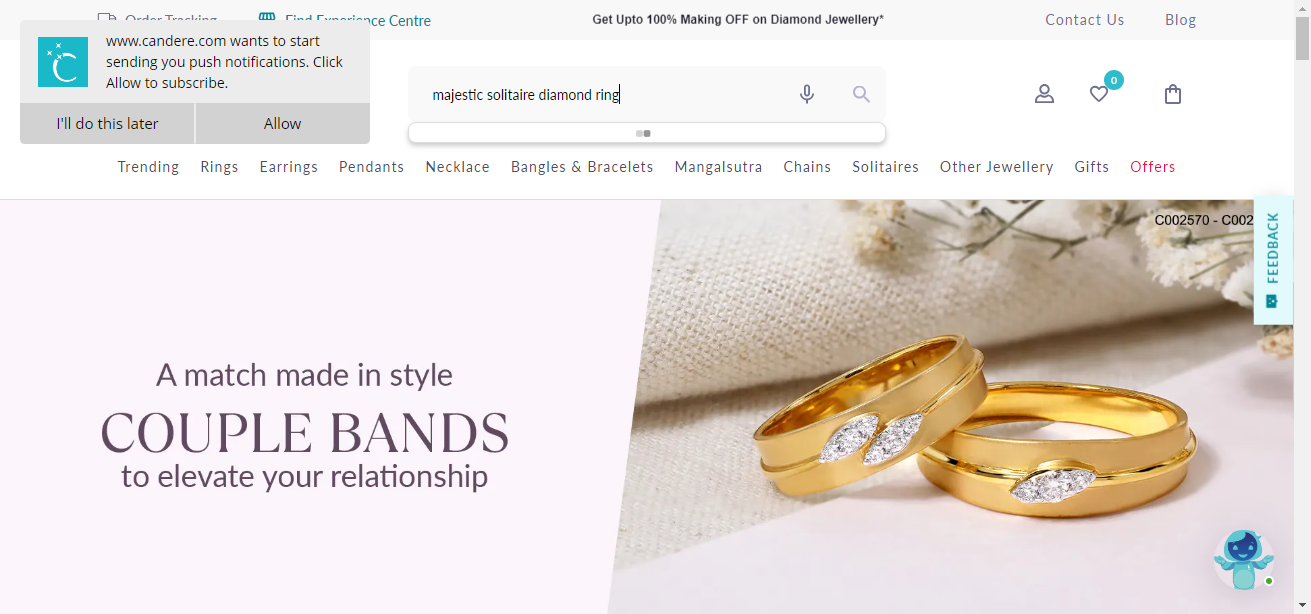 Order Tracking
Find Experience Centre
Get Upto 100% Making OFF on Diamond Jewellery*
Contact Us
Blog
www.candere.com wants to start
sending you push notifications. Click
Allow to subscribe.
I'll do this later
Allow
majestic solitaire diamond ring
0
Trending
Rings
Earrings
Pendants
Necklace
Bangles & Bracelets
Mangalsutra
Chains
Solitaires
Other Jewellery
Gifts
Offers
C002570 - C002
FEEDBACK
A match made in style
COUPLE BANDS
to elevate your relationship